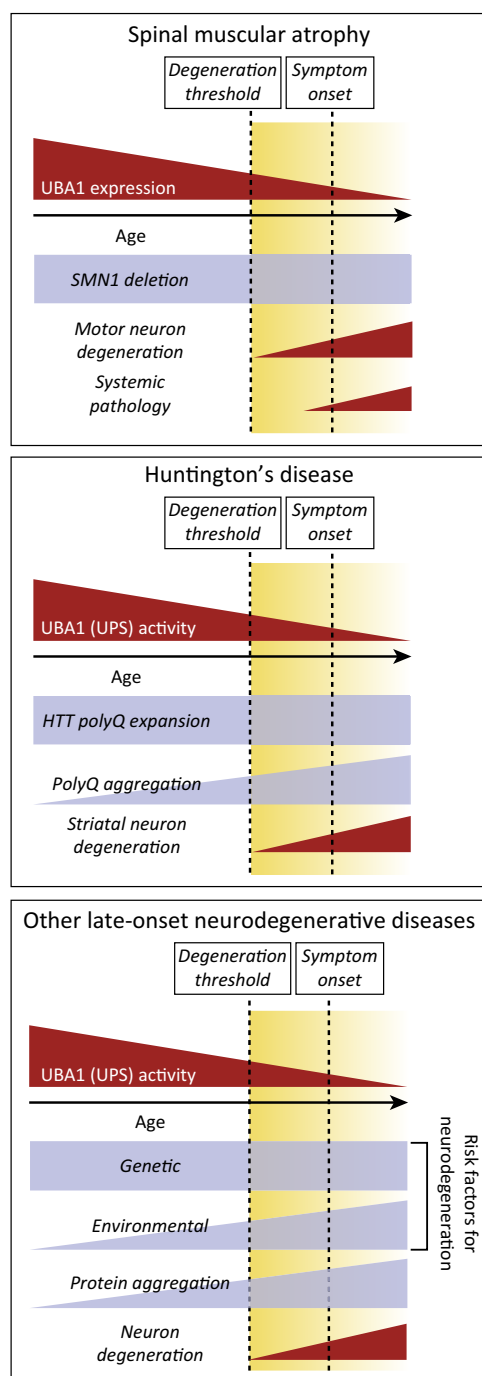 Spinal muscular atrophy
Degeneration
threshold
Symptom
onset
UBA1 expression
Age
SMN1 deletion
Motor neuron
degeneration
Systemic
pathology
Huntington's disease
Degeneration
threshold
Symptom
onset
UBA1 (UPS) activity
Age
HTT polyQ expansion
PolyQ aggregation
Striatal neuron
degeneration
Other late-onset neurodegenerative diseases
Degeneration
threshold
Symptom
onset
UBA1 (UPS) activity
Age
Genetic
Environmental
Risk factors for
neurodegeneration
Protein aggregation
Neuron
degeneration